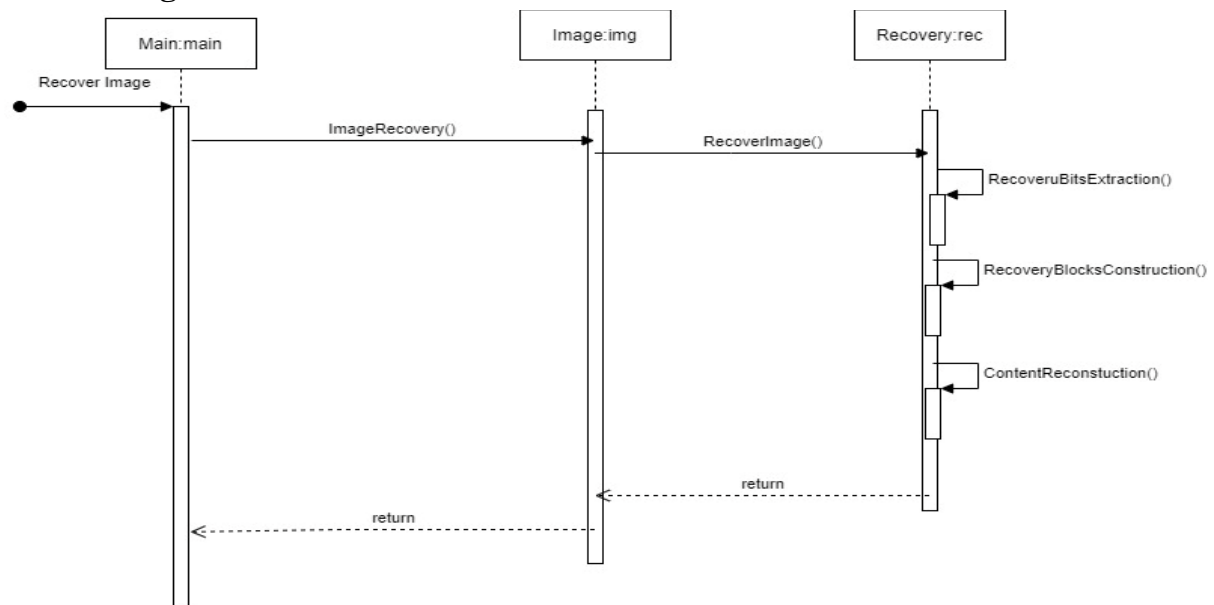 Main:main
Image:img
Recovery:rec
Recover Image
ImageRecovery()
RecoverImage()
RecoveruBitsExtraction()
RecoveryBlocksConstruction()
ContentReconstuction()
return
return